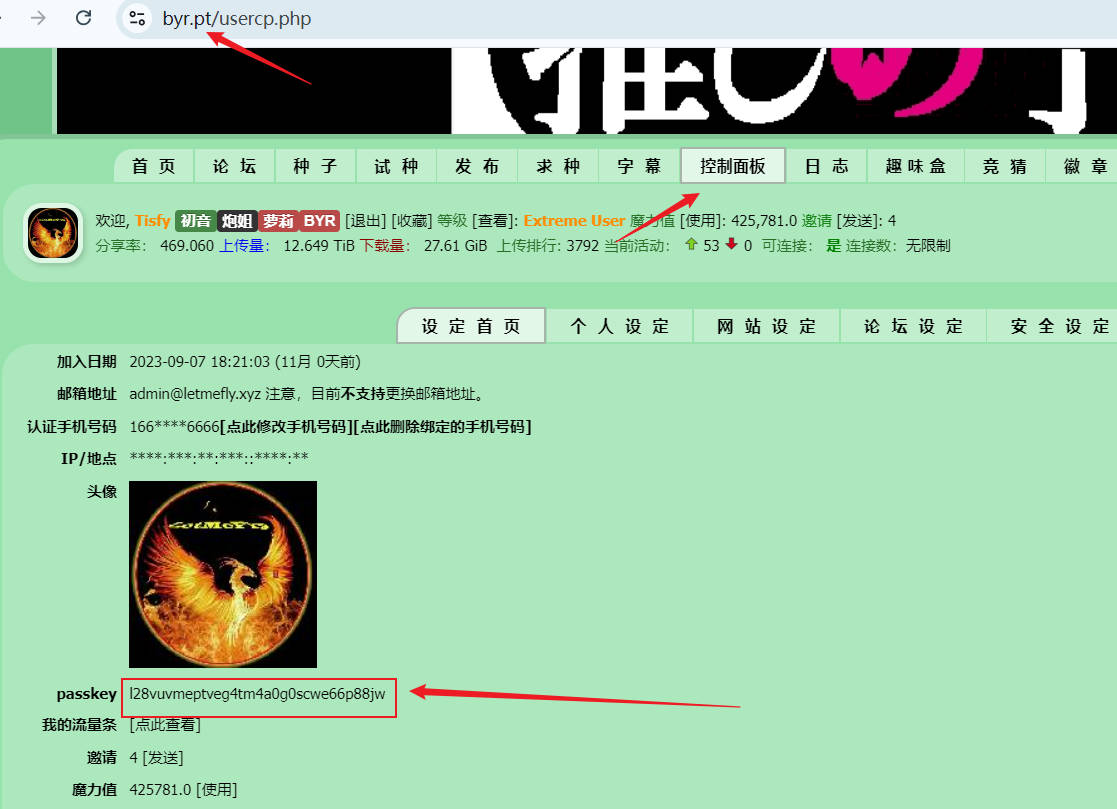 byr.pt/usercp.php
推しの子
首页 论坛 种子 试种 发布 求种 字幕 控制面板 日志 趣味盒 竞猜 徽章
欢迎, Tisfy 初音 炮姐 萝莉 BYR [退出] [收藏] 等级 [查看]: Extreme User 魔力值 [使用]: 425,781.0 邀请 [发送]: 4
分享率： 469.060 上传量： 12.649 TiB 下载量： 27.61 GiB 上传排行: 3792 当前活动： 53 0 可连接： 是 连接数： 无限制
设定首页 个人设定 网站设定 论坛设定 安全设定
加入日期 2023-09-07 18:21:03 (11月 0天前)
邮箱地址 admin@letmefly.xyz 注意，目前不支持更换邮箱地址。
认证手机号码 166****6666[点此修改手机号码][点此删除绑定的手机号码]
IP/地点 ****:***:**:***::****:**
头像
LetMeFly
passkey l28vuvmeptveg4tm4a0g0scwe66p88jw
我的流量条 [点此查看]
邀请 4 [发送]
魔力值 425781.0 [使用]